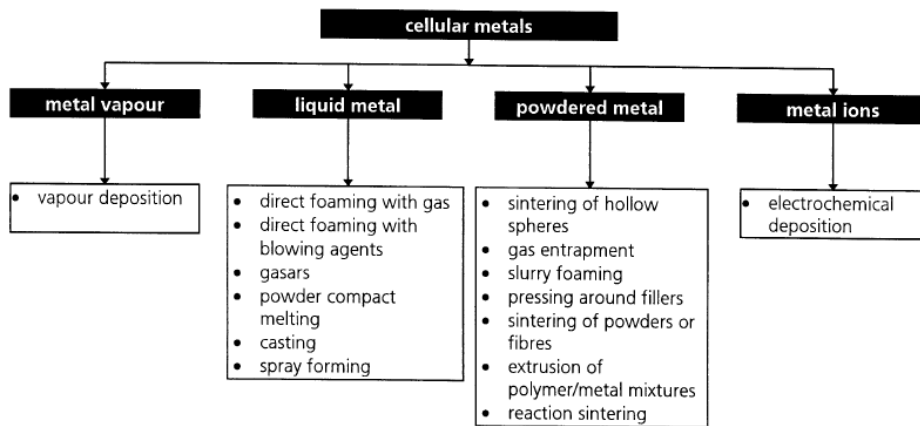 cellular metals
metal vapour
liquid metal
powdered metal
metal ions
• vapour deposition
• direct foaming with gas
• direct foaming with
blowing agents
• gasars
• powder compact
melting
• casting
• spray forming
• sintering of hollow
spheres
• gas entrapment
• slurry foaming
• pressing around fillers
• sintering of powders or
fibres
• extrusion of
polymer/metal mixtures
• reaction sintering
• electrochemical
deposition